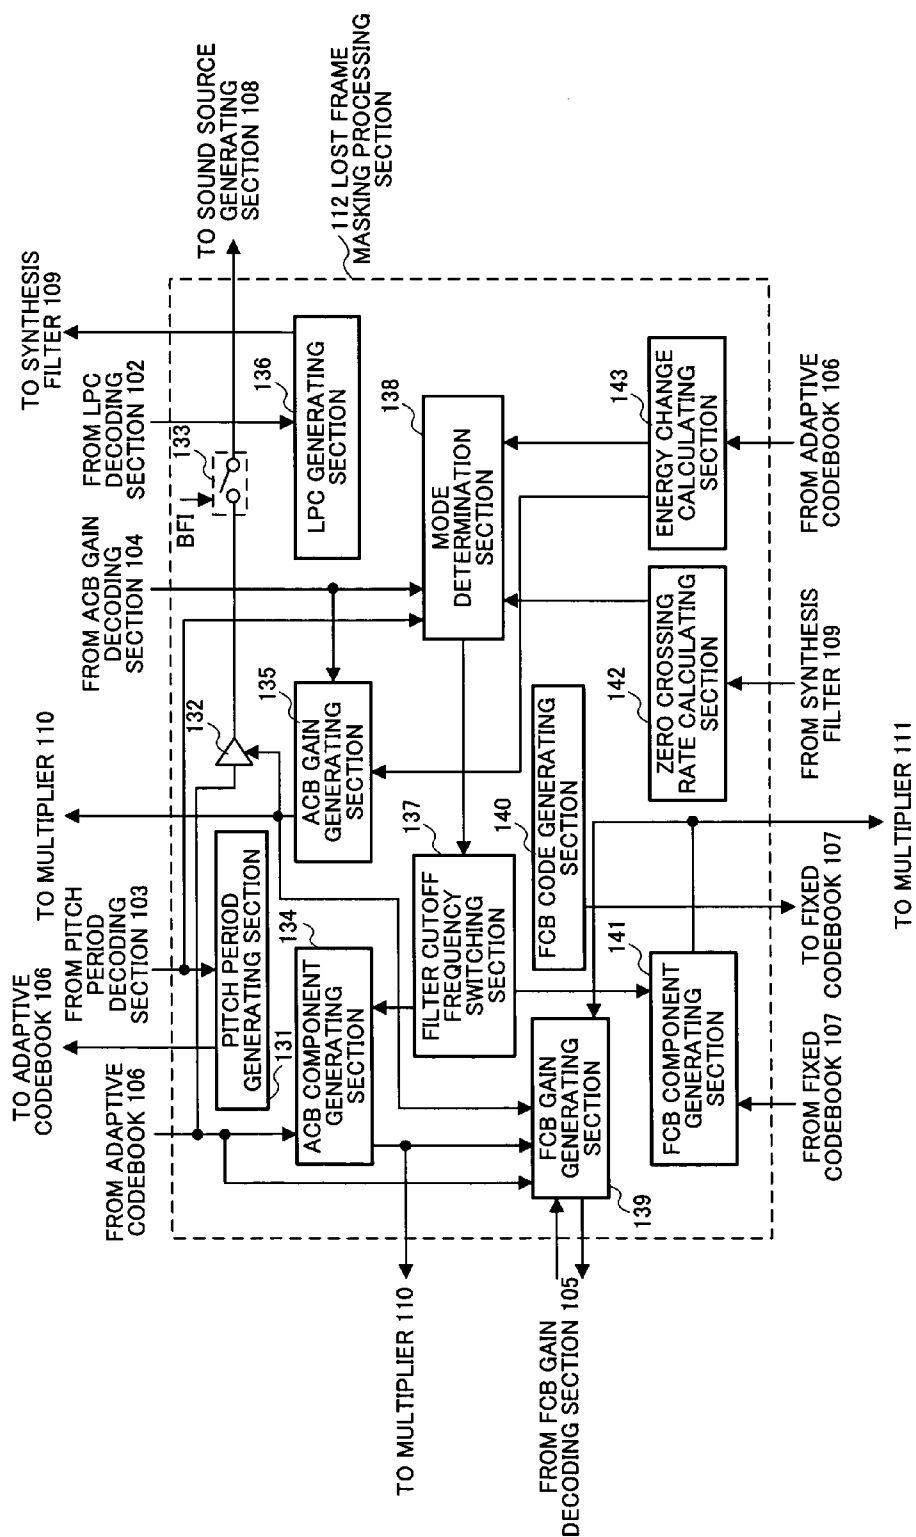 TO ADAPTIVE
CODEBOOK 106
FROM ADAPTIVE
CODEBOOK 106
FROM PITCH
PERIOD
DECODING
SECTION 103
TO MULTIPLIER 110
FROM ACB GAIN
DECODING
SECTION 104
FROM LPC
DECODING
SECTION 102
TO SYNTHESIS
FILTER 109
TO SOUND SOURCE
GENERATING
SECTION 108
112 LOST FRAME
MASKING PROCESSING
SECTION
PITCH PERIOD
GENERATING SECTION
131
132
BFI
133
134
ACB COMPONENT
GENERATING
SECTION
135
ACB GAIN
GENERATING
SECTION
136
LPC GENERATING
SECTION
TO MULTIPLIER 110
137
FILTER CUTOFF
FREQUENCY
SWITCHING
SECTION
138
MODE
DETERMINATION
SECTION
FROM FCB GAIN
DECODING SECTION 105
139
FCB GAIN
GENERATING
SECTION
140
FCB CODE GENERATING
SECTION
141
FCB COMPONENT
GENERATING
SECTION
142
ZERO CROSSING
RATE CALCULATING
SECTION
143
ENERGY CHANGE
CALCULATING
SECTION
FROM FIXED
CODEBOOK 107
TO FIXED
CODEBOOK 107
TO MULTIPLIER 111
FROM SYNTHESIS
FILTER 109
FROM ADAPTIVE
CODEBOOK 106